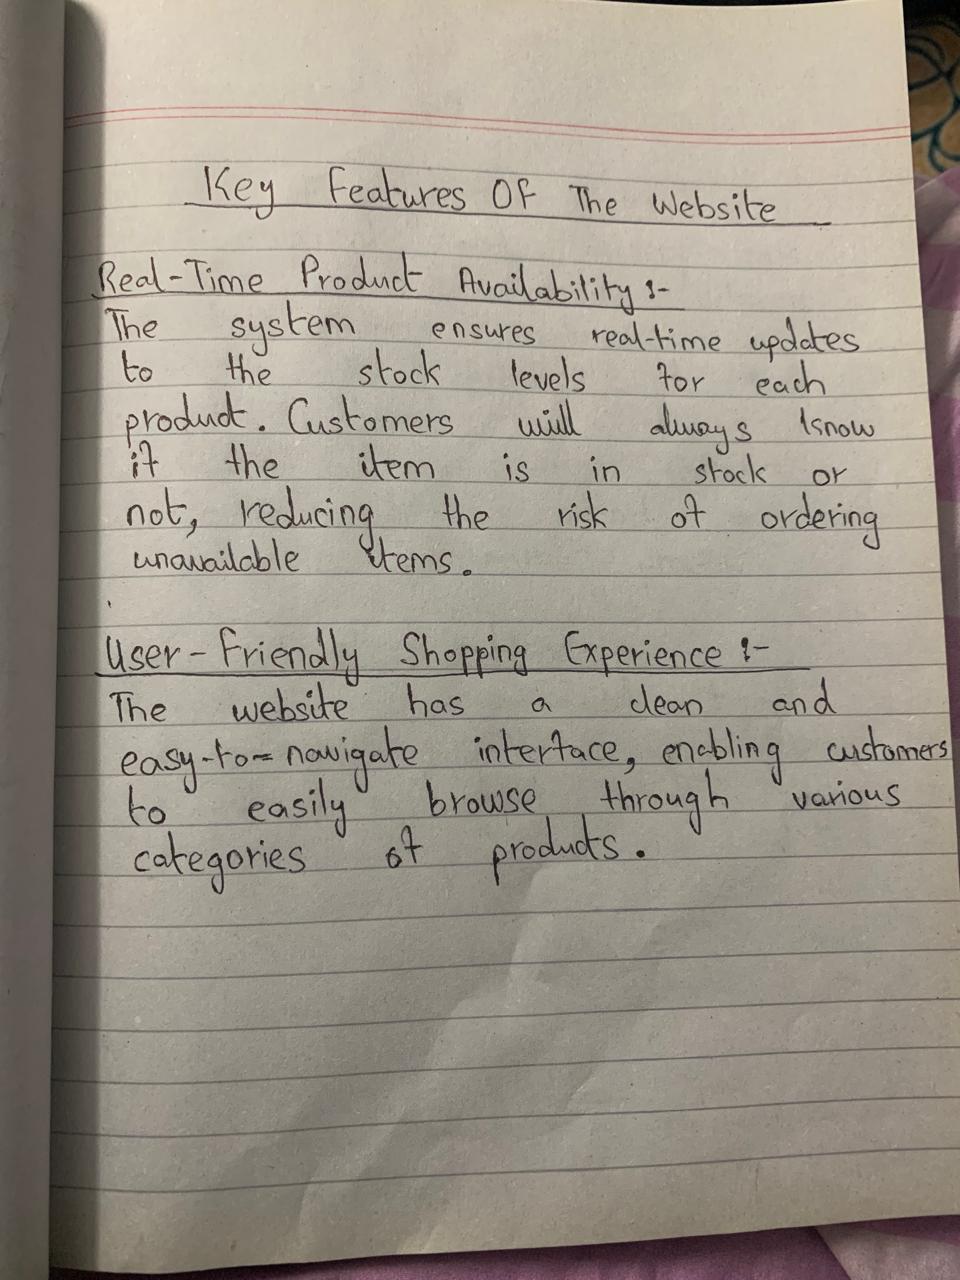 Key Features Of The Website
Real-Time Product Availability :-
The system ensures real-time updates
to the stock levels for each
product. Customers will always know
if the item is in stock or
not, reducing the risk of ordering
unavailable items.
User-Friendly Shopping Experience :-
The website has a clean and
easy-to-navigate interface, enabling customers
to easily browse through various
categories of products.